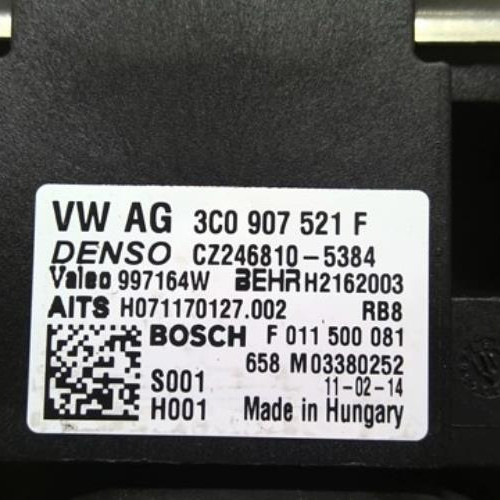 VW AG 3C0 907 521 F
DENSO CZ246810-5384
Valeo 997164W BEHR H2162003
AITS H071170127.002 RB8
BOSCH F 011 500 081
658 M03380252
S001 11-02-14
H001 Made in Hungary